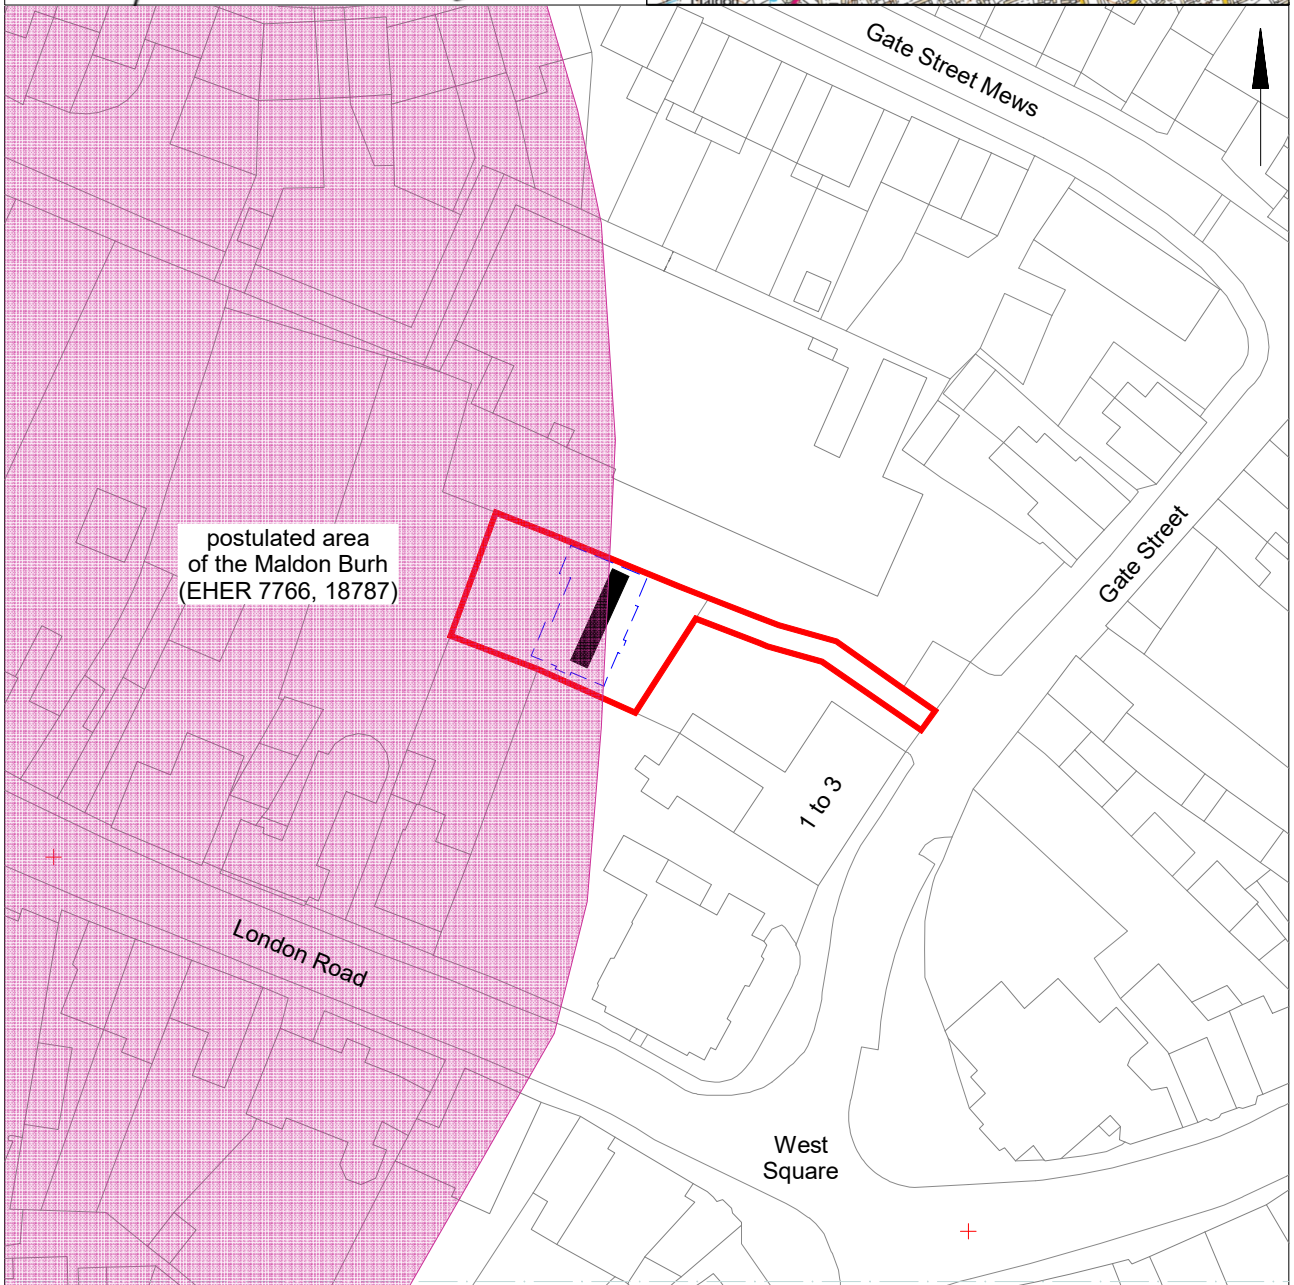 Gate Street Mews
postulated area
of the Maldon Burh
(EHER 7766, 18787)
Gate Street
1 to 3
London Road
West
Square